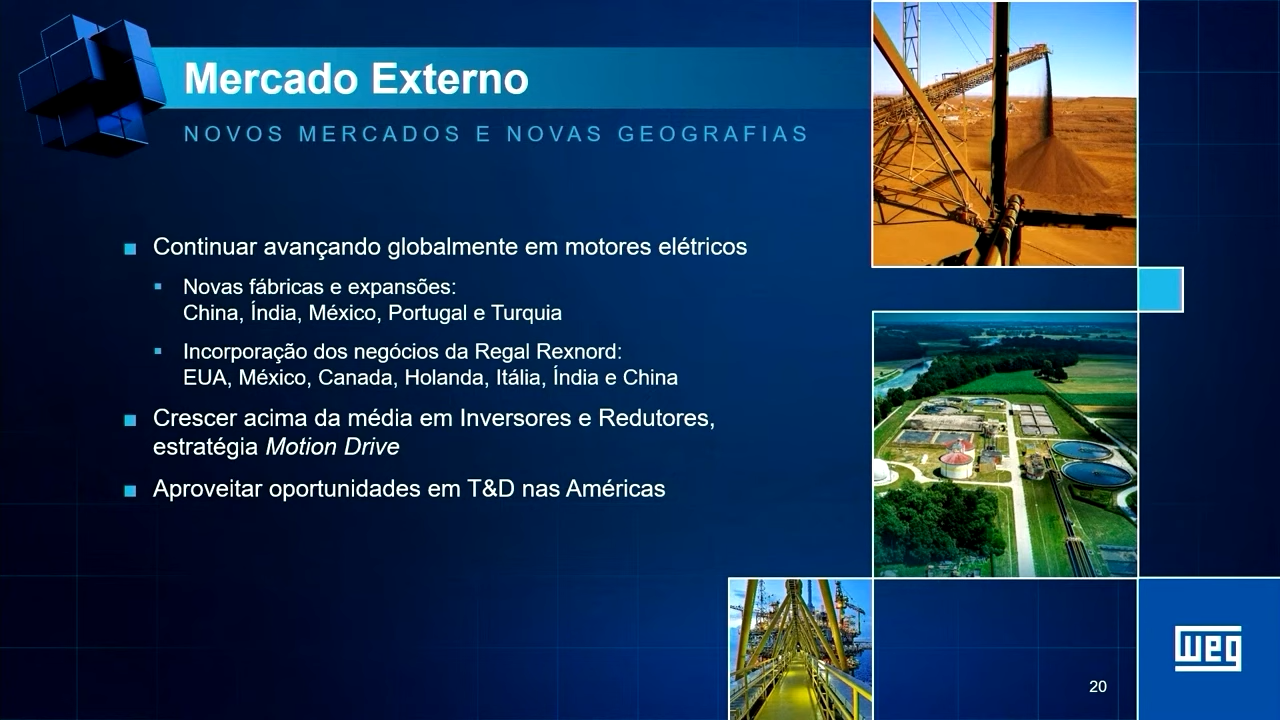 Mercado Externo
NOVOS MERCADOS E NOVAS GEOGRAFIAS
Continuar avançando globalmente em motores elétricos
Novas fábricas e expansões:
China, Índia, México, Portugal e Turquia
Incorporação dos negócios da Regal Rexnord:
EUA, México, Canada, Holanda, Itália, Índia e China
Crescer acima da média em Inversores e Redutores,
estratégia Motion Drive
Aproveitar oportunidades em T&D nas Américas
weg
20